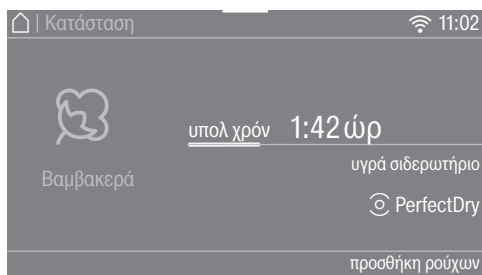 | Κατάσταση 11:02
υπολ χρόν 1:42 ώρ
υγρά σιδερωτήριο
Βαμβακερά
PerfectDry
προσθήκη ρούχων